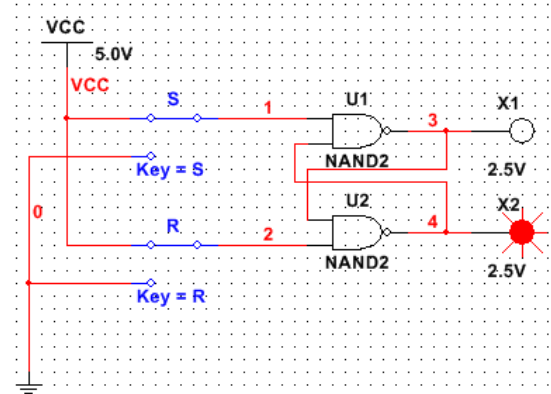 VCC
5.0V
VCC
S
1
U1
3
X1
NAND2
2.5V
Key = S
0
U2
X2
R
2
4
NAND2
2.5V
Key = R